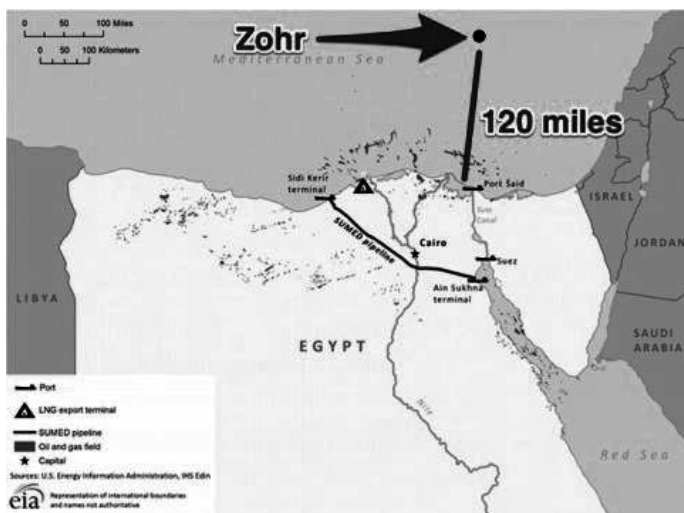 0 50 100 Miles
0 50 100 Kilometers
Zohr
Mediterranean Sea
120 miles
Sidi Kerir
terminal
Port Said
Suez
Canal
ISRAEL
SUMED pipeline
Cairo
Suez
JORDAN
Ain Sukhna
terminal
LIBYA
EGYPT
SAUDI
ARABIA
Nile
Red Sea
Port
LNG export terminal
SUMED pipeline
Oil and gas field
Capital
Sources: U.S. Energy Information Administration, IHS Edin
eia
Representation of international boundaries
and names not authoritative